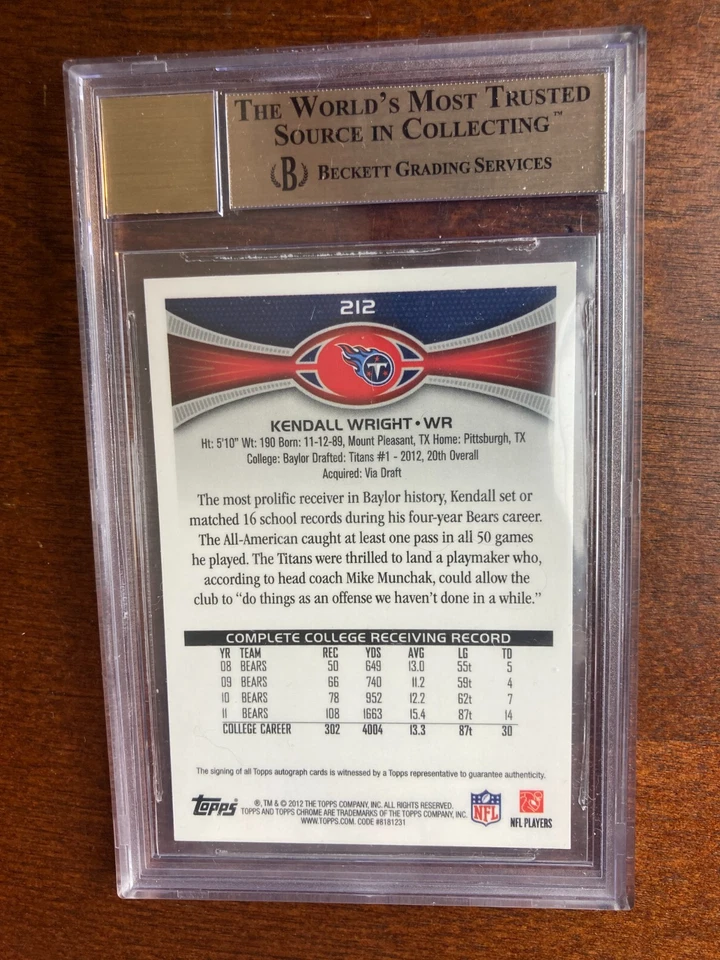 THE WORLD'S MOST TRUSTED
SOURCE IN COLLECTING™
B BECKETT GRADING SERVICES
212
T
KENDALL WRIGHT • WR
Ht: 5'10" Wt: 190 Born: 11-12-89, Mount Pleasant, TX Home: Pittsburgh, TX
College: Baylor Drafted: Titans #1 - 2012, 20th Overall
Acquired: Via Draft
The most prolific receiver in Baylor history, Kendall set or
matched 16 school records during his four-year Bears career.
The All-American caught at least one pass in all 50 games
he played. The Titans were thrilled to land a playmaker who,
according to head coach Mike Munchak, could allow the
club to "do things as an offense we haven't done in a while."
COMPLETE COLLEGE RECEIVING RECORD
YR TEAM REC YDS AVG LG TD
08 BEARS 50 649 13.0 55t 5
09 BEARS 66 740 11.2 59t 4
10 BEARS 78 952 12.2 62t 7
11 BEARS 108 1663 15.4 87t 14
COLLEGE CAREER 302 4004 13.3 87t 30
The signing of all Topps autograph cards is witnessed by a Topps representative to guarantee authenticity.
topps
®, TM & © 2012 THE TOPPS COMPANY, INC. ALL RIGHTS RESERVED.
TOPPS AND TOPPS CHROME ARE TRADEMARKS OF THE TOPPS COMPANY, INC.
WWW.TOPPS.COM. CODE #8181231
NFL
NFL PLAYERS